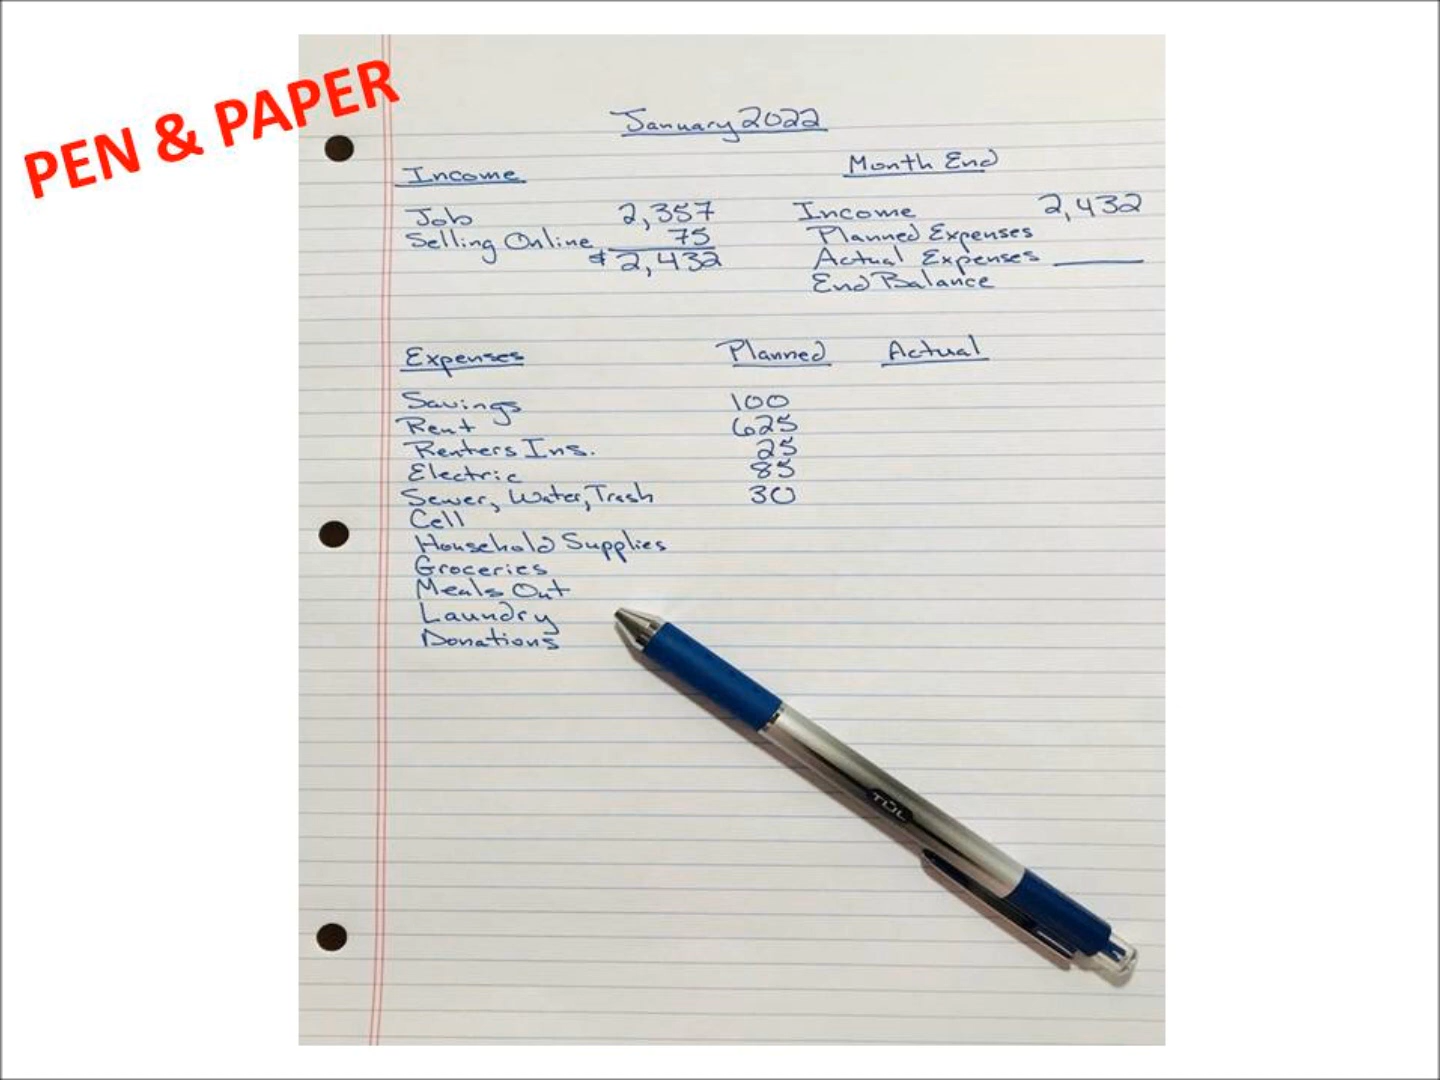 PEN & PAPER
January 2022
Income
Job 2,357
Selling Online 75
$2,432
Month End
Income 2,432
Planned Expenses
Actual Expenses
End Balance
Expenses Planned Actual
Savings 100
Rent 625
Renters Ins. 25
Electric 85
Sewer, Water, Trash 30
Cell
Household Supplies
Groceries
Meals Out
Laundry
Donations
TUL